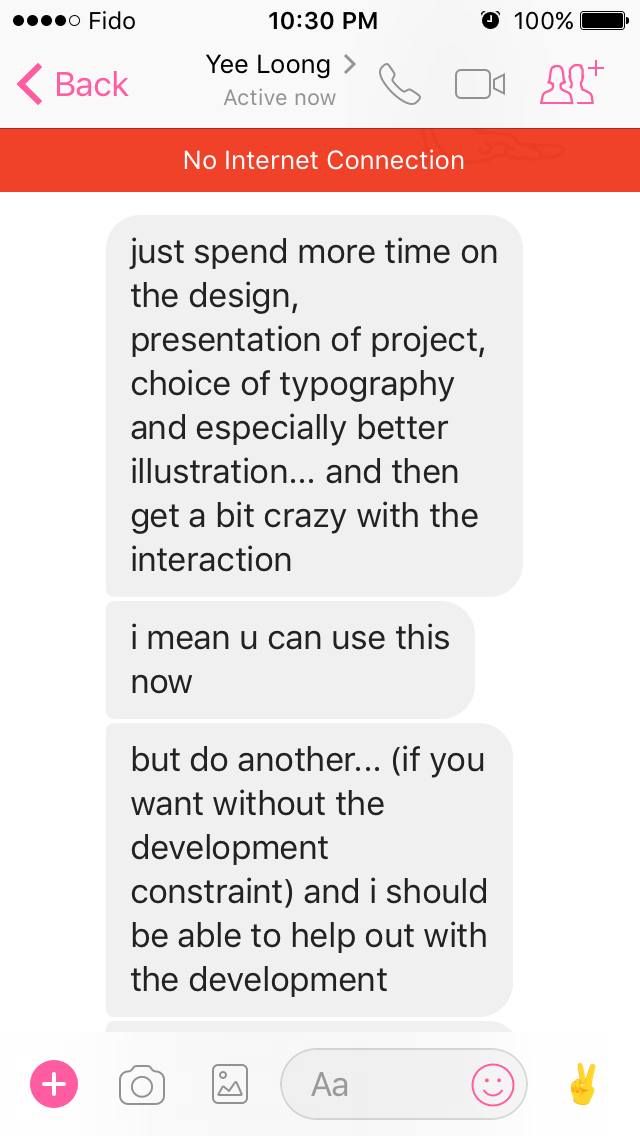 Fido 10:30 PM 100%
Back Yee Loong
Active now
No Internet Connection
just spend more time on
the design,
presentation of project,
choice of typography
and especially better
illustration... and then
get a bit crazy with the
interaction
i mean u can use this
now
but do another... (if you
want without the
development
constraint) and i should
be able to help out with
the development
Aa